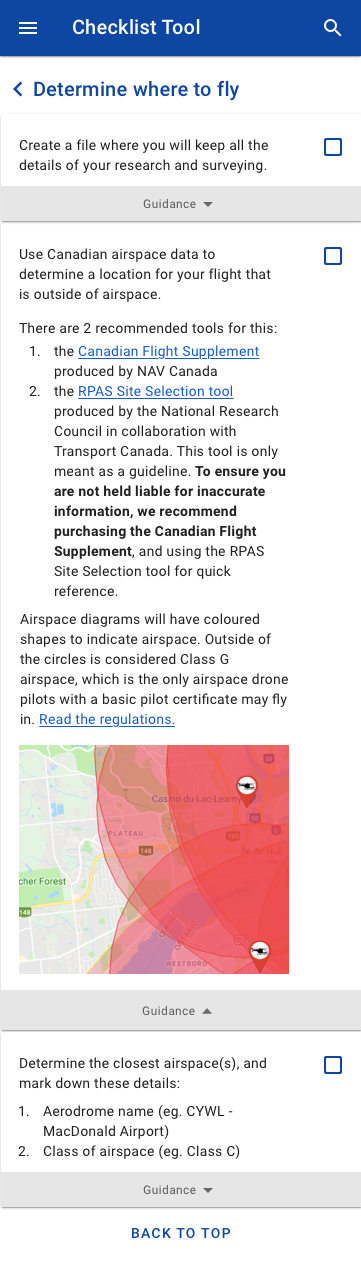 Checklist Tool
Determine where to fly
Create a file where you will keep all the
details of your research and surveying.
Guidance
Use Canadian airspace data to
determine a location for your flight that
is outside of airspace.
There are 2 recommended tools for this:
1. the Canadian Flight Supplement
produced by NAV Canada
2. the RPAS Site Selection tool
produced by the National Research
Council in collaboration with
Transport Canada. This tool is only
meant as a guideline. To ensure you
are not held liable for inaccurate
information, we recommend
purchasing the Canadian Flight
Supplement, and using the RPAS
Site Selection tool for quick
reference.
Airspace diagrams will have coloured
shapes to indicate airspace. Outside of
the circles is considered Class G
airspace, which is the only airspace drone
pilots with a basic pilot certificate may fly
in. Read the regulations.
Casino du Lac-Leamy
PLATEAU
148
cher Forest
148
WESTBORO
Guidance
Determine the closest airspace(s), and
mark down these details:
1. Aerodrome name (eg. CYWL -
MacDonald Airport)
2. Class of airspace (eg. Class C)
Guidance
BACK TO TOP